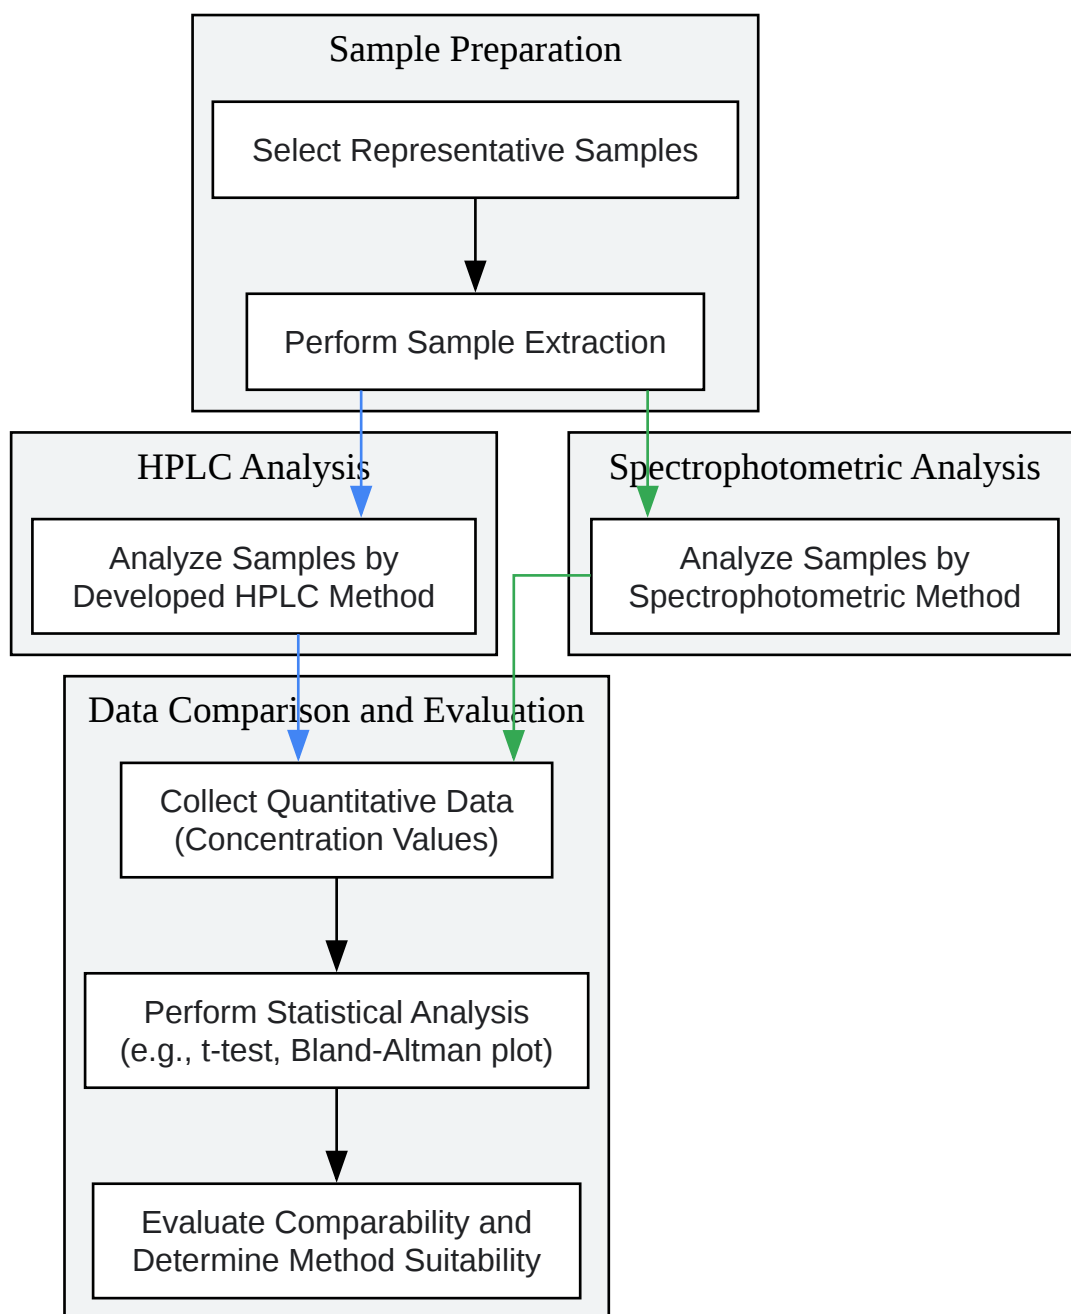 Sample Preparation
Select Representative Samples
Perform Sample Extraction
HPLC Analysis
Analyze Samples by
Developed HPLC Method
Spectrophotometric Analysis
Analyze Samples by
Spectrophotometric Method
Data Comparison and Evaluation
Collect Quantitative Data
(Concentration Values)
Perform Statistical Analysis
(e.g., t-test, Bland-Altman plot)
Evaluate Comparability and
Determine Method Suitability